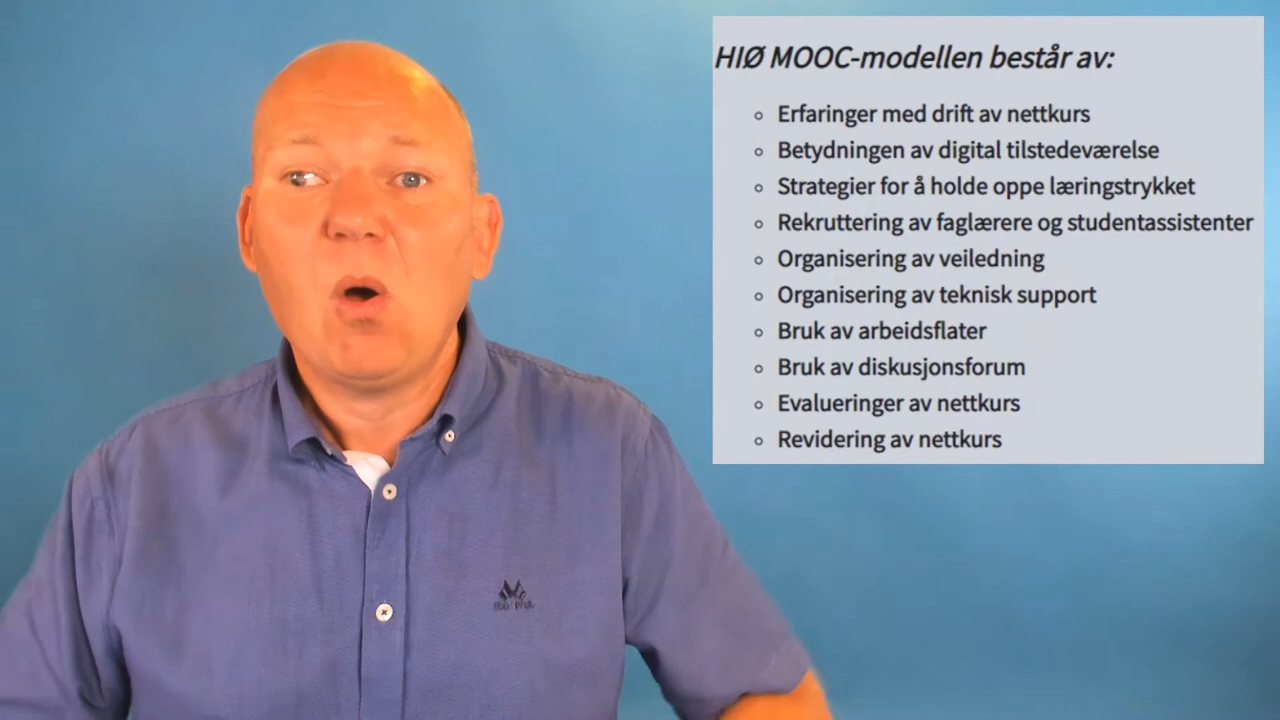 HIØ MOOC-modellen består av:
Erfaringer med drift av nettkurs
Betydningen av digital tilstedeværelse
Strategier for å holde oppe læringstrykket
Rekruttering av faglærere og studentassistenter
Organisering av veiledning
Organisering av teknisk support
Bruk av arbeidsflater
Bruk av diskusjonsforum
Evalueringer av nettkurs
Revidering av nettkurs